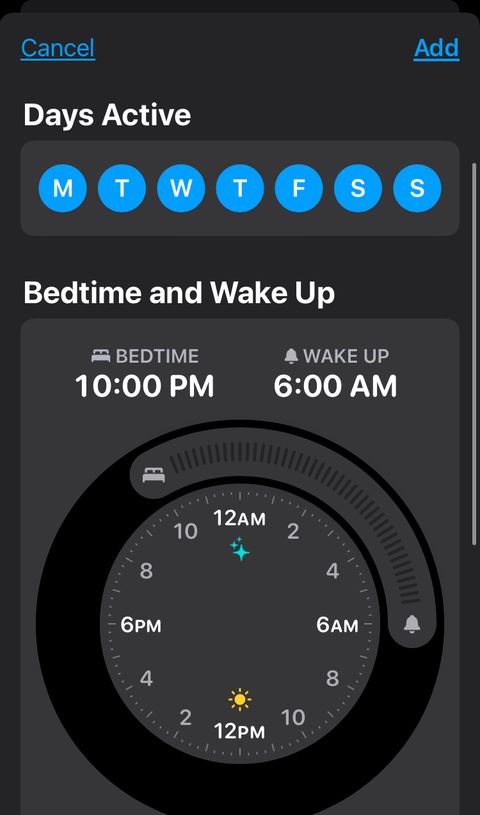 Cancel Add
Days Active
M T W T F S S
Bedtime and Wake Up
BEDTIME WAKE UP
10:00 PM 6:00 AM
12AM
10 2
8 4
6PM 6AM
4 8
2 10
12PM